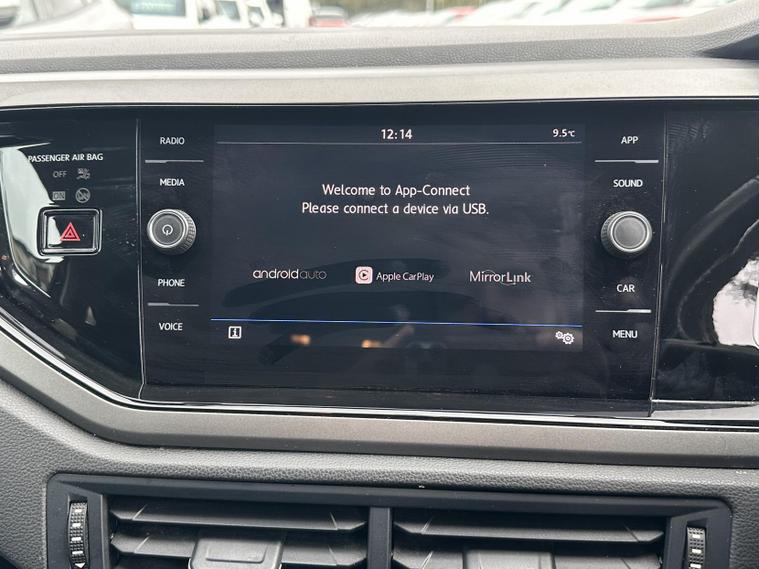 PASSENGER AIR BAG
OFF
ON
RADIO
MEDIA
PHONE
VOICE
12:14
9.5°C
Welcome to App-Connect
Please connect a device via USB.
androidauto
Apple CarPlay
MirrorLink
i
APP
SOUND
CAR
MENU